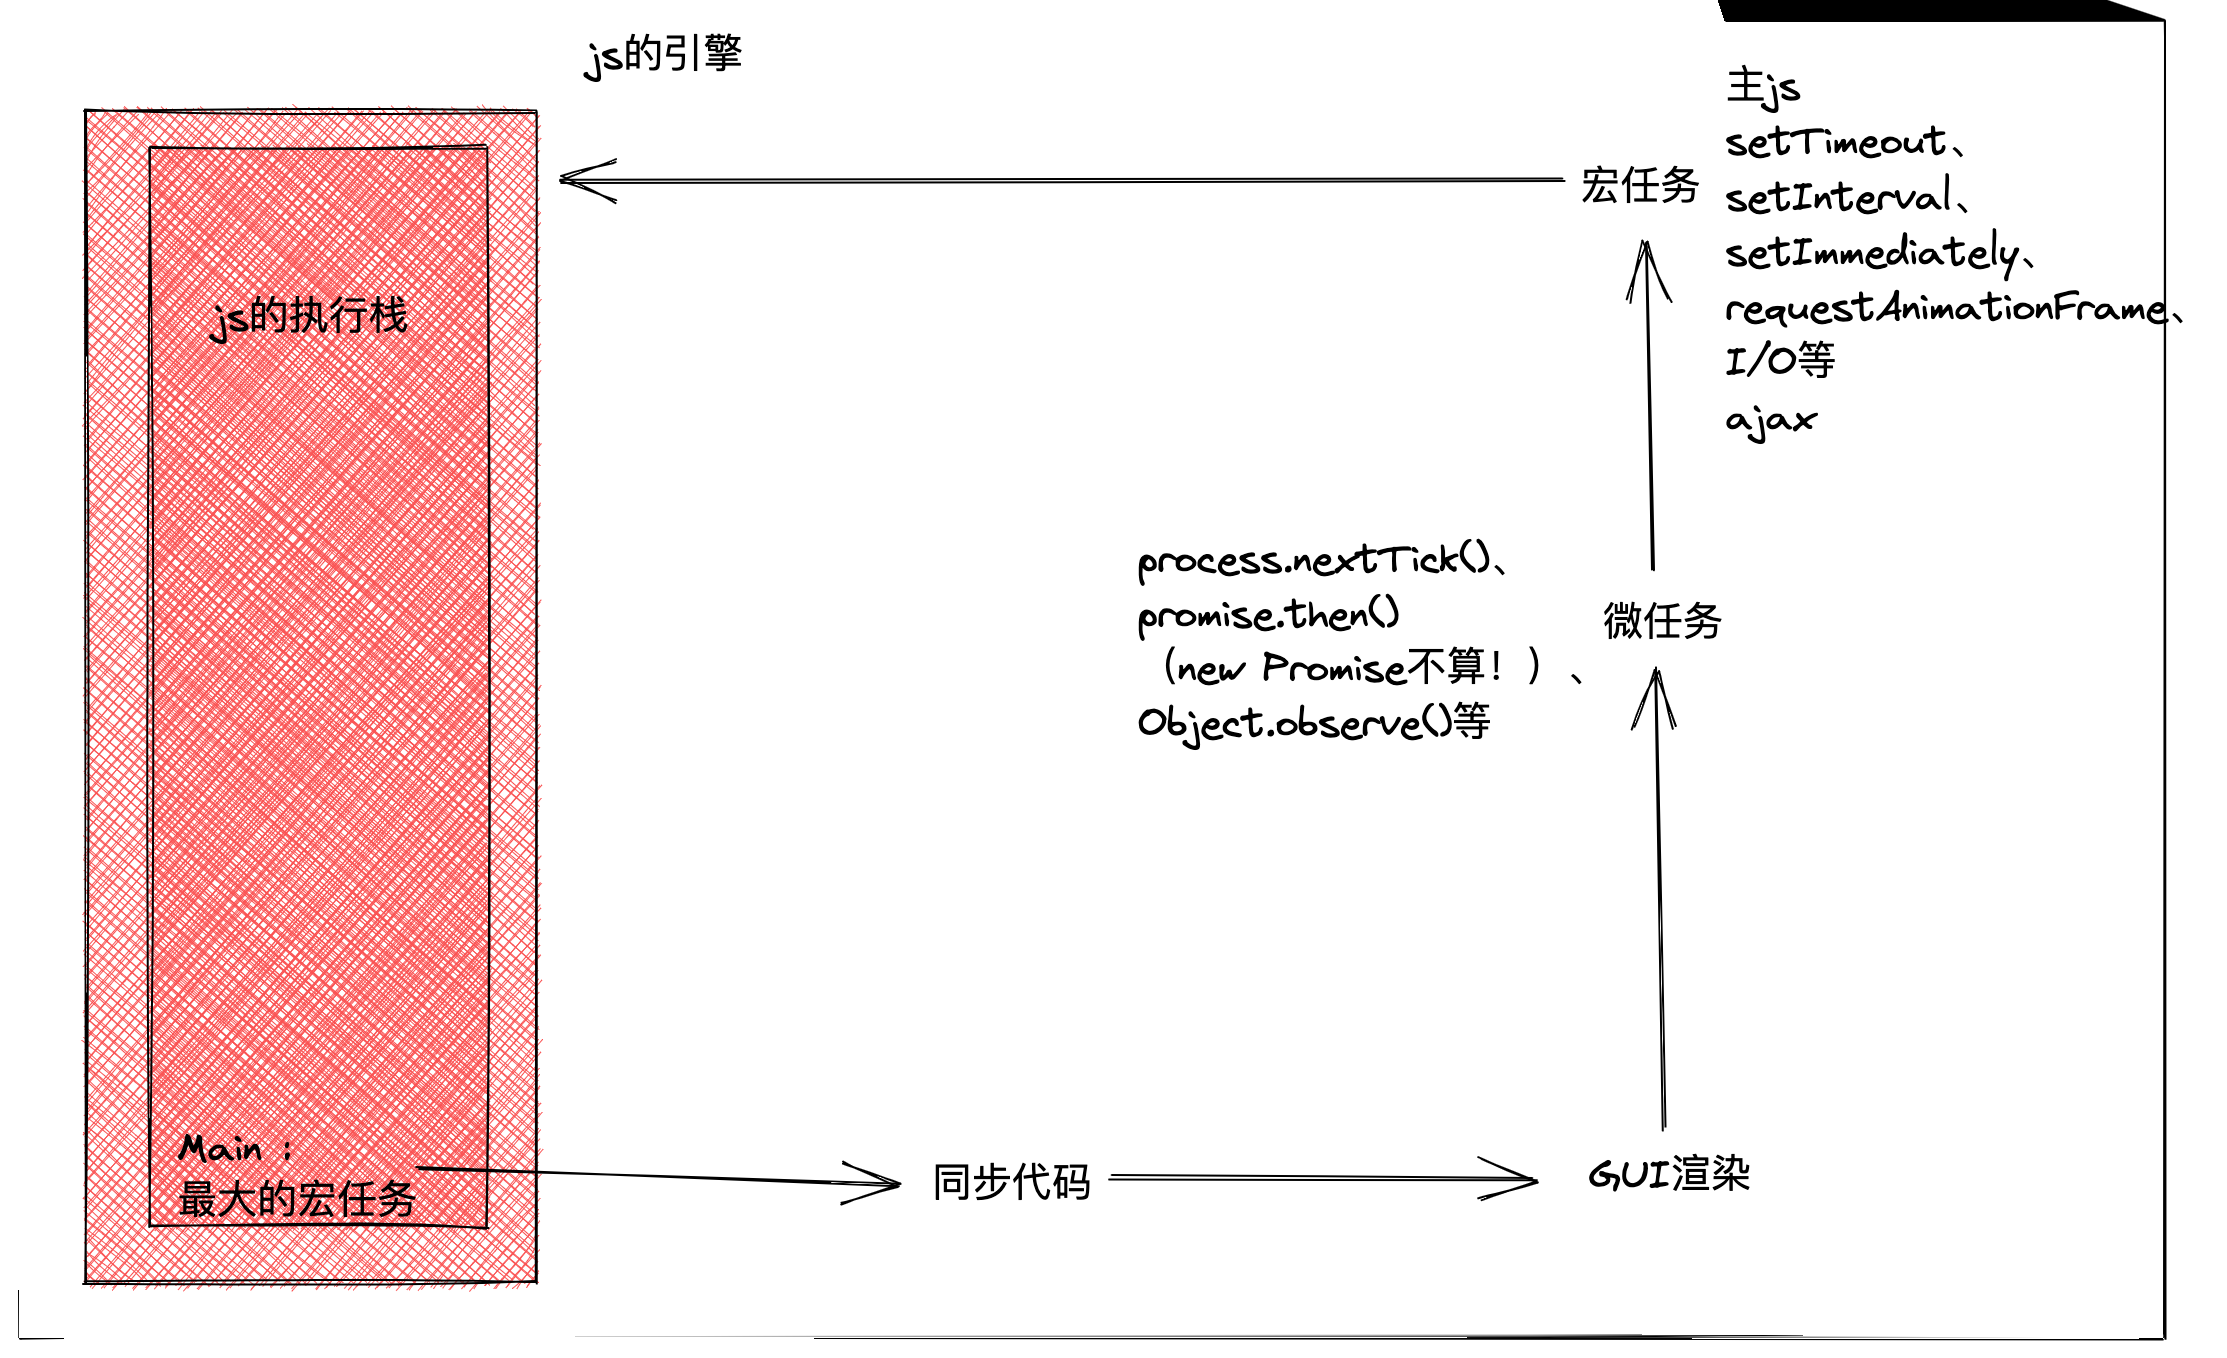 js的引擎
主js
setTimeout、
宏任务
setInterval、
setImmediately、
requestAnimationFrame、
I/O等
ajax
js的执行栈
process.nextTick()、
promise.then()
（new Promise不算！）、
Object.observe()等
微任务
Main：
最大的宏任务
同步代码
GUI渲染